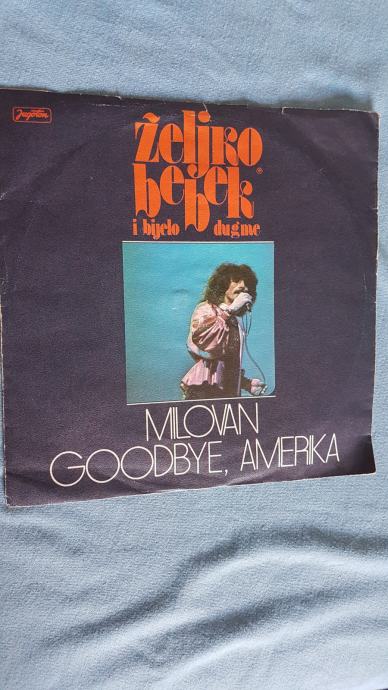 Jugoton
željko
bebek®
i bijelo dugme
MILOVAN
GOODBYE, AMERIKA